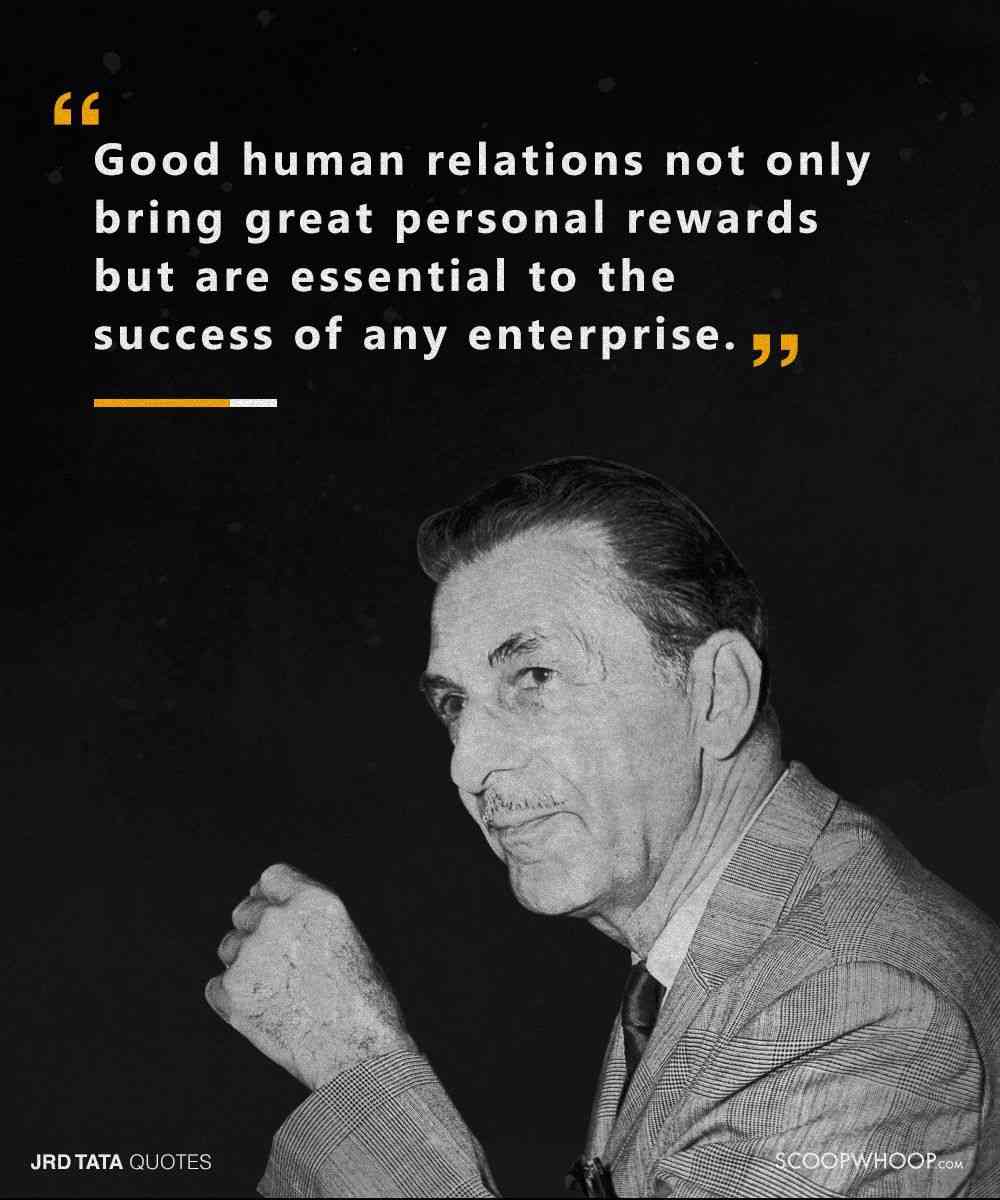 “
Good human relations not only
bring great personal rewards
but are essential to the
success of any enterprise. ”
JRD TATA QUOTES
SCOOPWHOOP.COM